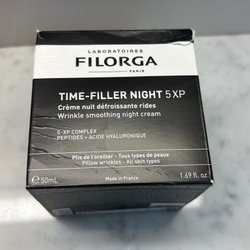 LABORATOIRES
FILORGA
PARIS
TIME-FILLER NIGHT 5XP
Crème nuit défroissante rides
Wrinkle smoothing night cream
5-XP COMPLEX
PEPTIDES + ACIDE HYALURONIQUE
Plis de l'oreiller - Tous types de peaux
Pillow wrinkles - All skin types
℮50mL Made in France 1.69 fl. oz.